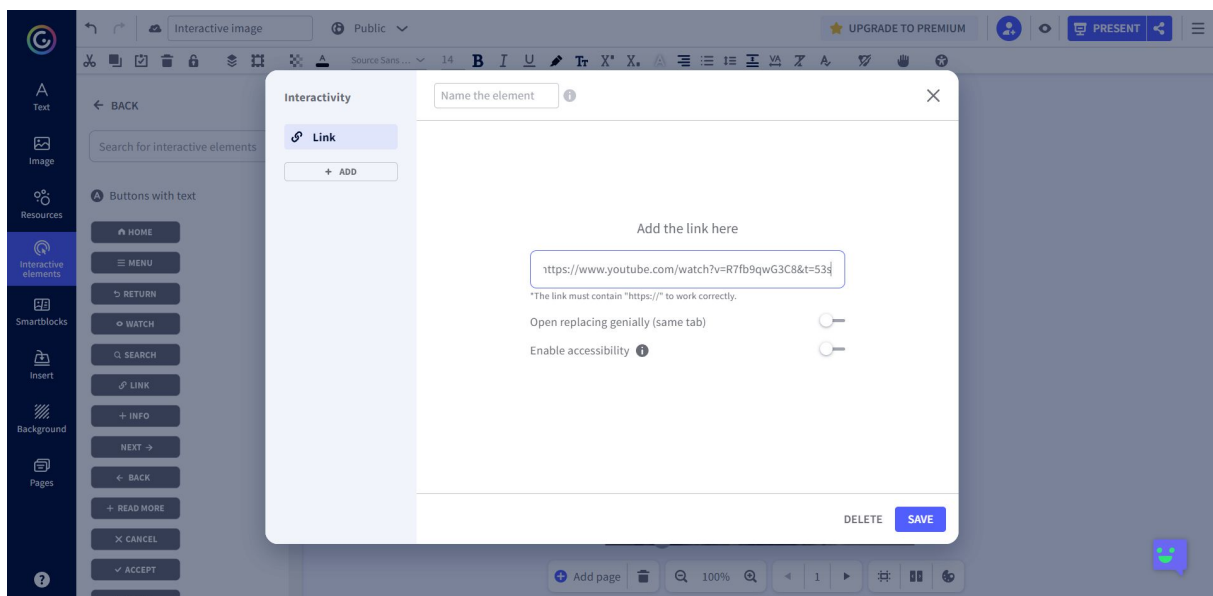 Interactive image
Public
UPGRADE TO PREMIUM
PRESENT
Source Sans ...
14
B I U Tr X X
Text
Image
Resources
Interactive
elements
Smartblocks
Insert
Background
Pages
?
← BACK
Search for interactive elements
A Buttons with text
HOME
MENU
RETURN
WATCH
SEARCH
LINK
+ INFO
NEXT →
← BACK
+ READ MORE
X CANCEL
ACCEPT
Interactivity
Link
+ ADD
Name the element
Add the link here
https://www.youtube.com/watch?v=R7fb9qwG3C8&t=53s
*The link must contain "https://" to work correctly.
Open replacing genially (same tab)
Enable accessibility
DELETE
SAVE
Add page
100%
1